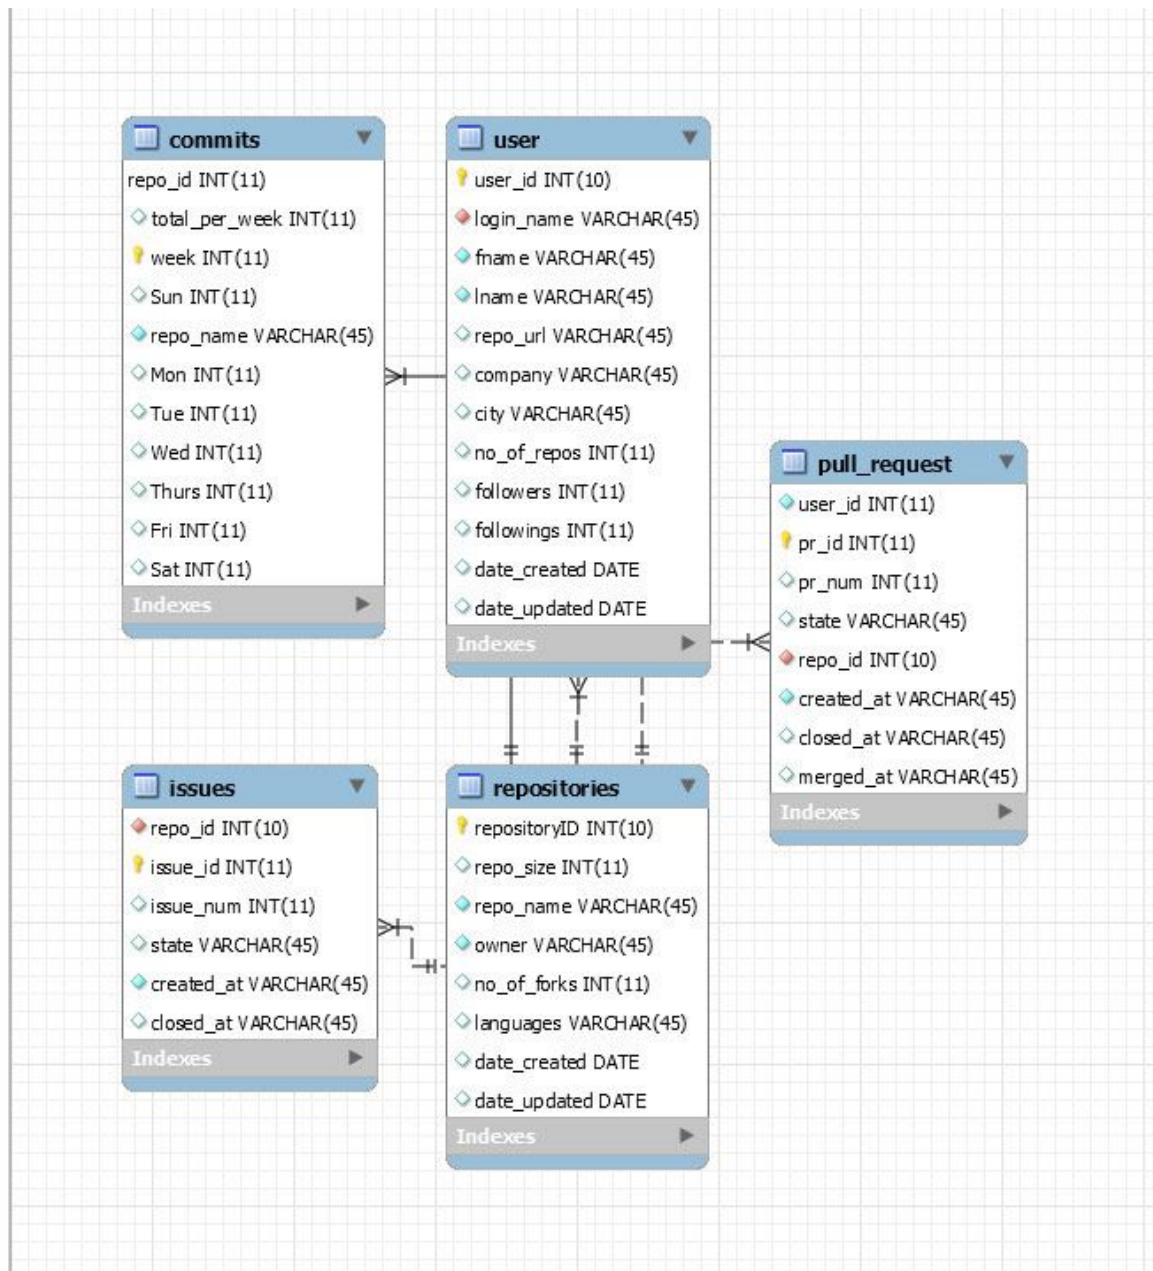 commits
repo_id INT(11)
total_per_week INT(11)
week INT(11)
Sun INT(11)
repo_name VARCHAR(45)
Mon INT(11)
Tue INT(11)
Wed INT(11)
Thurs INT(11)
Fri INT(11)
Sat INT(11)
Indexes
user
user_id INT(10)
login_name VARCHAR(45)
fname VARCHAR(45)
lname VARCHAR(45)
repo_url VARCHAR(45)
company VARCHAR(45)
city VARCHAR(45)
no_of_repos INT(11)
followers INT(11)
followings INT(11)
date_created DATE
date_updated DATE
Indexes
pull_request
user_id INT(11)
pr_id INT(11)
pr_num INT(11)
state VARCHAR(45)
repo_id INT(10)
created_at VARCHAR(45)
closed_at VARCHAR(45)
merged_at VARCHAR(45)
Indexes
issues
repo_id INT(10)
issue_id INT(11)
issue_num INT(11)
state VARCHAR(45)
created_at VARCHAR(45)
closed_at VARCHAR(45)
Indexes
repositories
repositoryID INT(10)
repo_size INT(11)
repo_name VARCHAR(45)
owner VARCHAR(45)
no_of_forks INT(11)
languages VARCHAR(45)
date_created DATE
date_updated DATE
Indexes